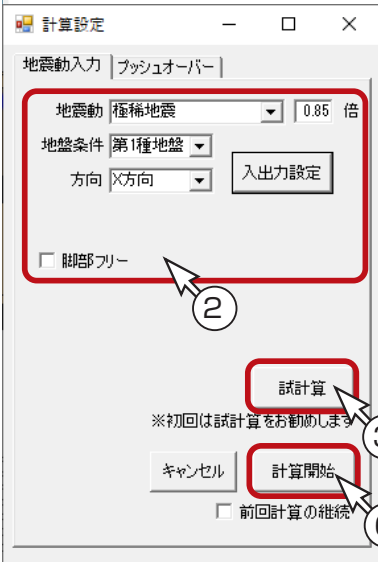 計算設定
地震動入力 プッシュオーバー
地震動 極稀地震 0.85 倍
地盤条件 第1種地盤
方向 X方向 入出力設定
脚部フリー
2
試計算
※初回は試計算をお勧めします
キャンセル 計算開始
前回計算の継続